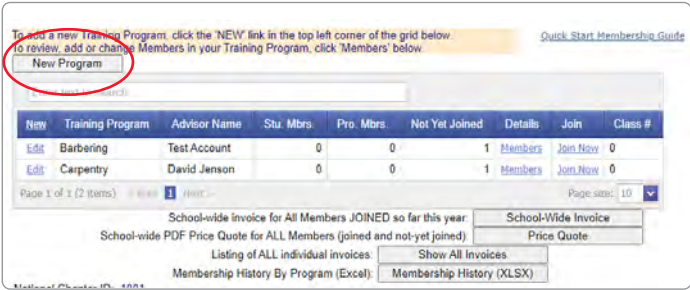 To add a new Training Program, click the 'NEW' link in the top left corner of the grid below.
Quick Start Membership Guide
To review, add or change Members in your Training Program, click 'Members' below.
New Program
New Training Program Advisor Name Stu. Mbrs. Pro. Mbrs. Not Yet Joined Details Join Class #
Edit Barbering Test Account 0 0 1 Members Join Now 0
Edit Carpentry David Jenson 0 0 1 Members Join Now 0
Page 1 of 1 (2 items) 1 Page size: 10
School-wide invoice for All Members JOINED so far this year: School-Wide Invoice
School-wide PDF Price Quote for ALL Members (joined and not-yet joined): Price Quote
Listing of ALL individual invoices: Show All Invoices
Membership History By Program (Excel): Membership History (XLSX)
National Chapter ID: